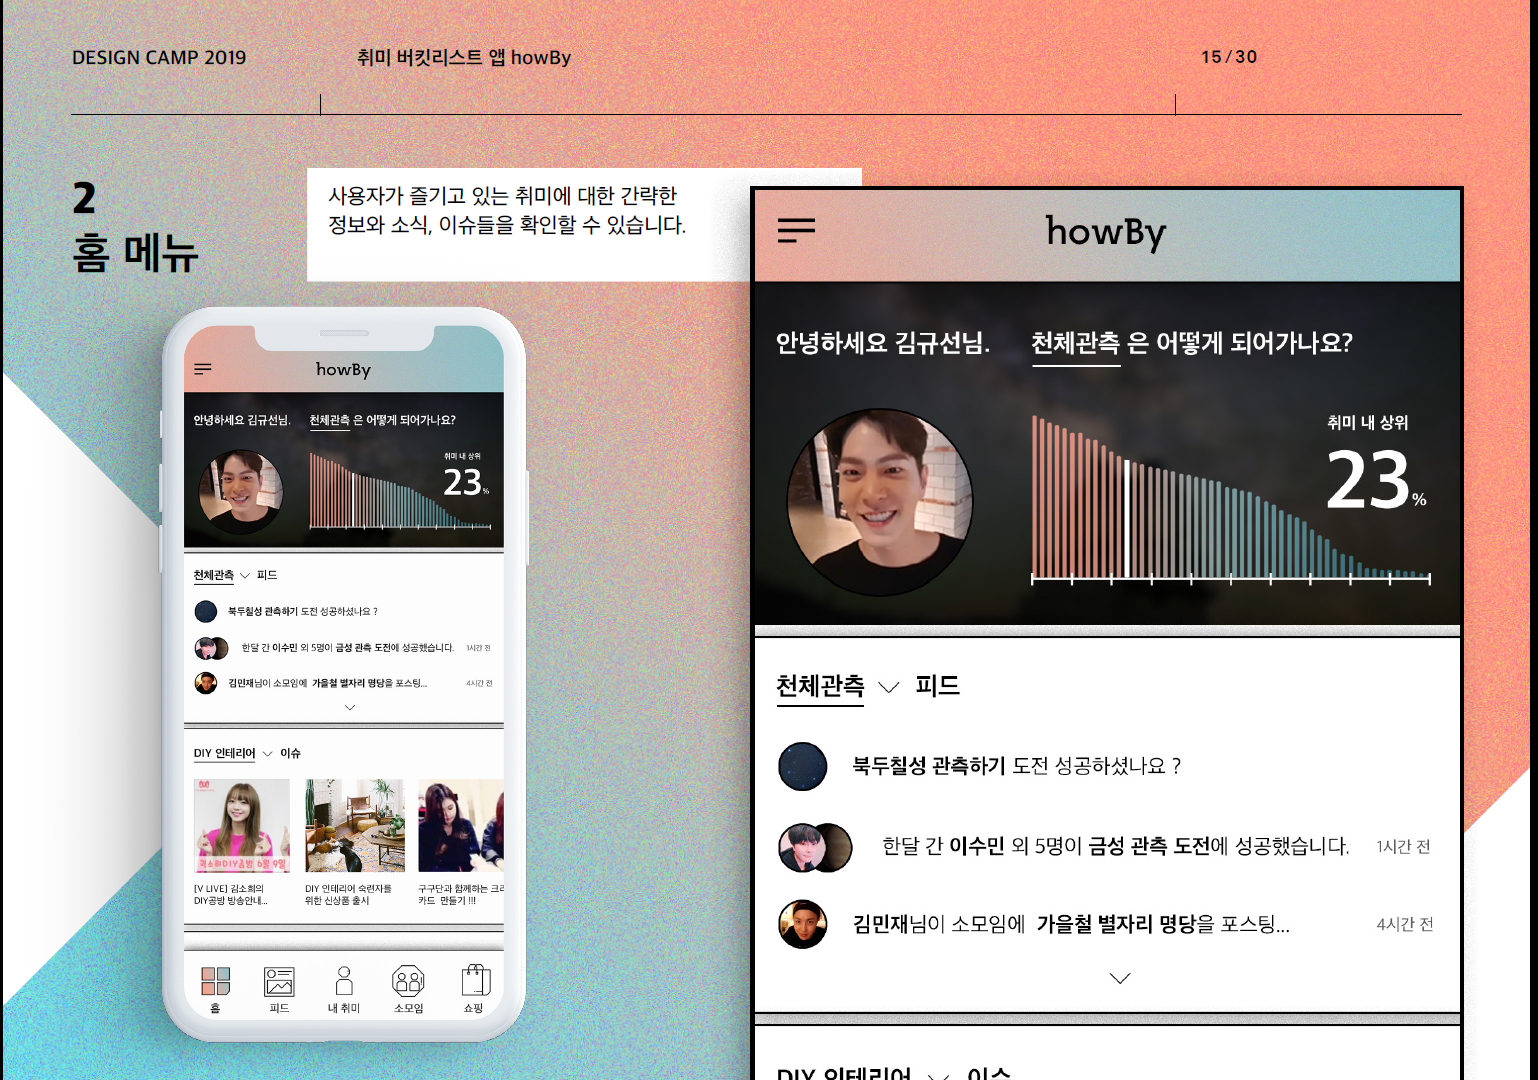 DESIGN CAMP 2019
취미 버킷리스트 앱 howBy
15 / 30
2
홈 메뉴
사용자가 즐기고 있는 취미에 대한 간략한
정보와 소식, 이슈들을 확인할 수 있습니다.
howBy
안녕하세요 김규선님.
천체관측 은 어떻게 되어가나요?
취미 내 상위
23%
천체관측 피드
북두칠성 관측하기 도전 성공하셨나요 ?
한달 간 이수민 외 5명이 금성 관측 도전에 성공했습니다. 1시간 전
김민재님이 소모임에 가을철 별자리 명당을 포스팅... 4시간 전
DIY 인테리어 이슈
[V LIVE] 김소희의
DIY공방 방송안내...
DIY 인테리어 숙련자를
위한 신상품 출시
구구단과 함께하는 크리
카드 만들기 !!!
홈
피드
내 취미
소모임
쇼핑
howBy
안녕하세요 김규선님.
천체관측 은 어떻게 되어가나요?
취미 내 상위
23%
천체관측 피드
북두칠성 관측하기 도전 성공하셨나요 ?
한달 간 이수민 외 5명이 금성 관측 도전에 성공했습니다. 1시간 전
김민재님이 소모임에 가을철 별자리 명당을 포스팅... 4시간 전
DIY 인테리어 이슈